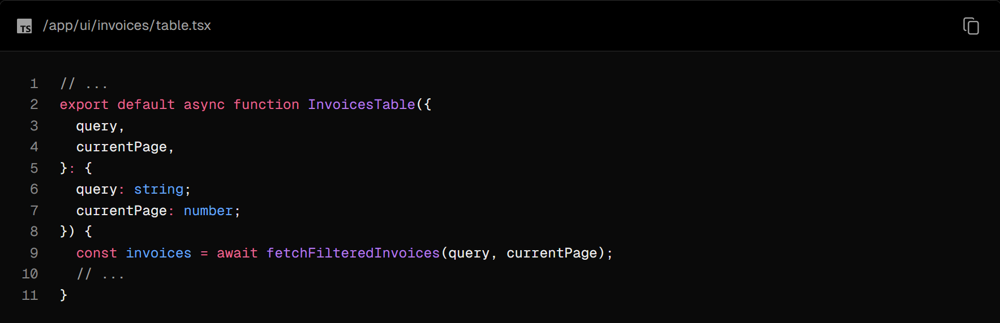 TS /app/ui/invoices/table.tsx
1 // ...
2 export default async function InvoicesTable({
3   query,
4   currentPage,
5 }: {
6   query: string;
7   currentPage: number;
8 }) {
9   const invoices = await fetchFilteredInvoices(query, currentPage);
10   // ...
11 }